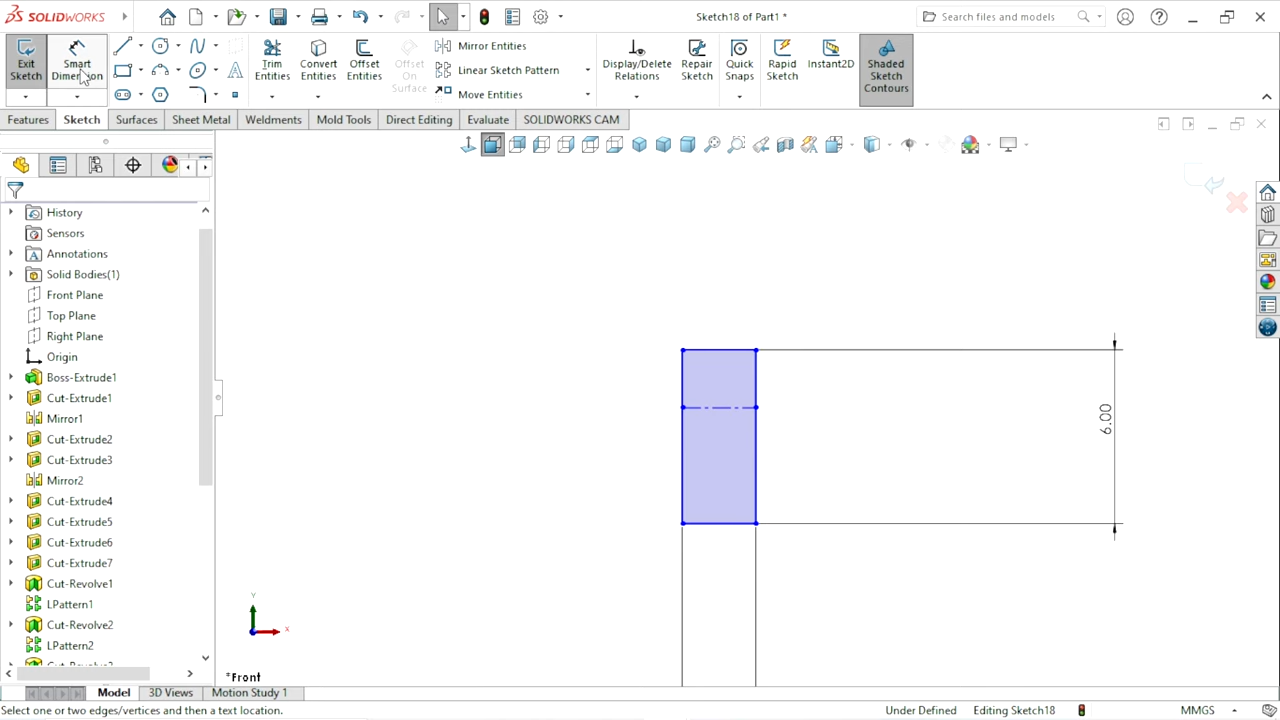 SOLIDWORKS
Sketch18 of Part1 *
Search files and models
Exit Sketch
Smart Dimension
Trim Entities
Convert Entities
Offset Entities
Offset On Surface
Mirror Entities
Linear Sketch Pattern
Move Entities
Display/Delete Relations
Repair Sketch
Quick Snaps
Rapid Sketch
Instant2D
Shaded Sketch Contours
Features
Sketch
Surfaces
Sheet Metal
Weldments
Mold Tools
Direct Editing
Evaluate
SOLIDWORKS CAM
History
Sensors
Annotations
Solid Bodies(1)
Front Plane
Top Plane
Right Plane
Origin
Boss-Extrude1
Cut-Extrude1
Mirror1
Cut-Extrude2
Cut-Extrude3
Mirror2
Cut-Extrude4
Cut-Extrude5
Cut-Extrude6
Cut-Extrude7
Cut-Revolve1
LPattern1
Cut-Revolve2
LPattern2
6.00
Y
X
*Front
Model
3D Views
Motion Study 1
Select one or two edges/vertices and then a text location.
Under Defined
Editing Sketch18
MMGS